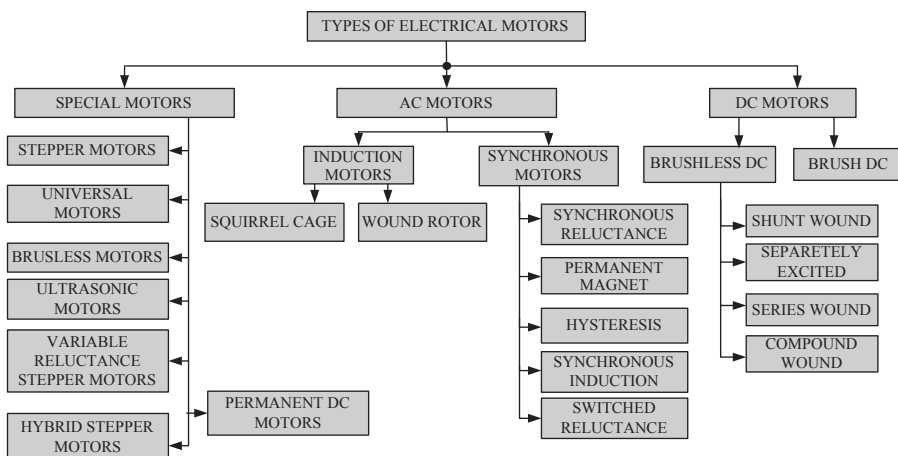 TYPES OF ELECTRICAL MOTORS
SPECIAL MOTORS
AC MOTORS
DC MOTORS
STEPPER MOTORS
UNIVERSAL
MOTORS
BRUSLESS MOTORS
ULTRASONIC
MOTORS
VARIABLE
RELUCTANCE
STEPPER MOTORS
HYBRID STEPPER
MOTORS
PERMANENT DC
MOTORS
INDUCTION
MOTORS
SQUIRREL CAGE
WOUND ROTOR
SYNCHRONOUS
MOTORS
SYNCHRONOUS
RELUCTANCE
PERMANENT
MAGNET
HYSTERESIS
SYNCHRONOUS
INDUCTION
SWITCHED
RELUCTANCE
BRUSHLESS DC
BRUSH DC
SHUNT WOUND
SEPARETELY
EXCITED
SERIES WOUND
COMPOUND
WOUND